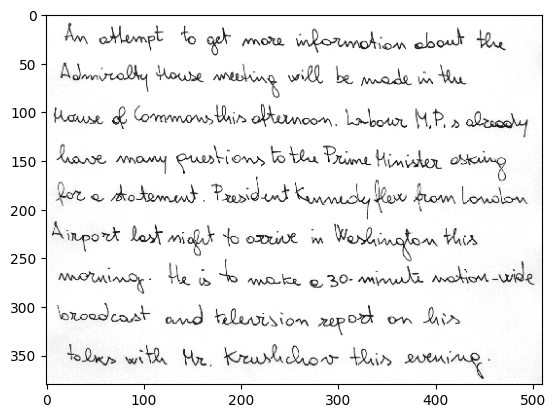 An attempt to get more information about the
Admiralty House meeting will be made in the
House of Commons this afternoon. Labour M.P.s already
have many questions to the Prime Minister asking
for a statement. President Kennedy flew from London
Airport last night to arrive in Washington this
morning. He is to make a 30-minute nation-wide
broadcast and television report on his
talks with Mr. Krushchov this evening.
0
50
100
150
200
250
300
350
0 100 200 300 400 500